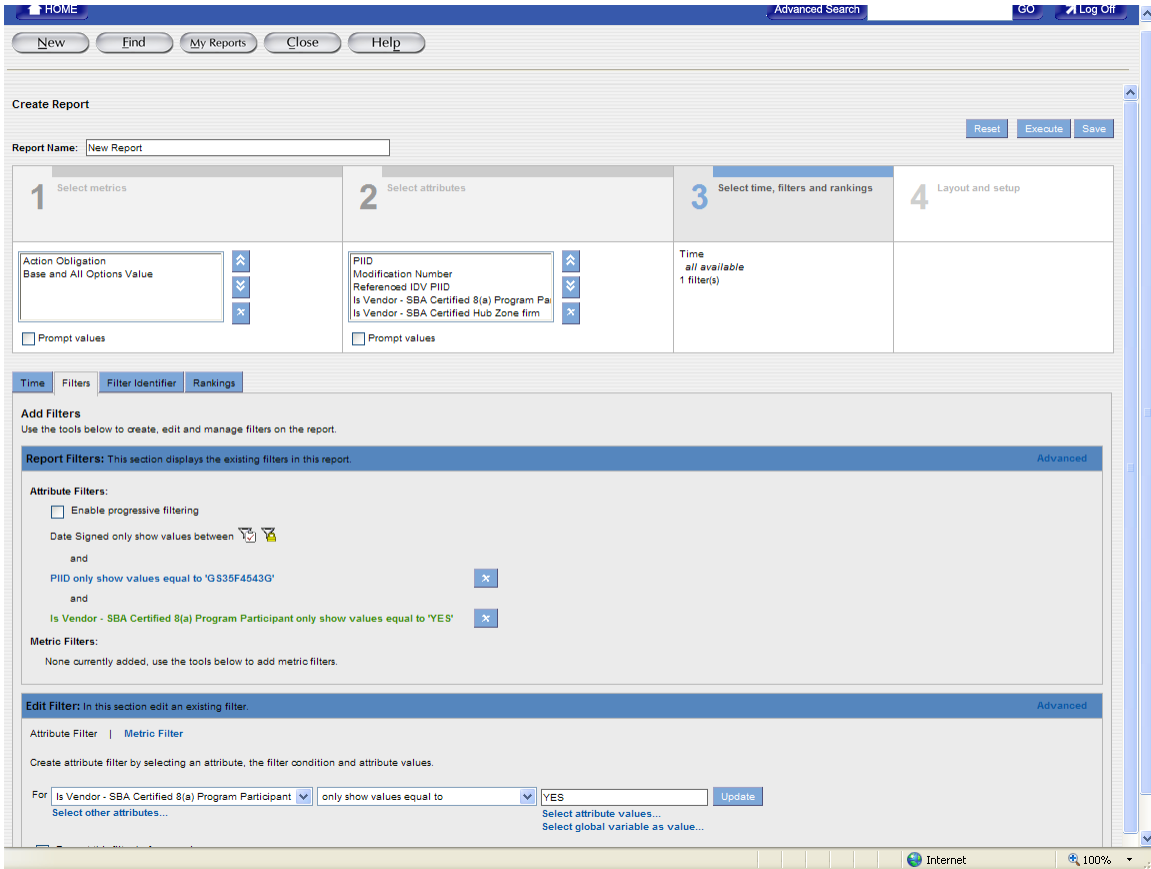 HOME
Advanced Search
GO
Log Off
New
Find
My Reports
Close
Help
Create Report
Reset
Execute
Save
Report Name:
New Report
1
Select metrics
2
Select attributes
3
Select time, filters and rankings
4
Layout and setup
Action Obligation
Base and All Options Value
Prompt values
PIID
Modification Number
Referenced IDV PIID
Is Vendor - SBA Certified 8(a) Program Pa
Is Vendor - SBA Certified Hub Zone firm
Prompt values
Time
all available
1 filter(s)
Time
Filters
Filter Identifier
Rankings
Add Filters
Use the tools below to create, edit and manage filters on the report.
Report Filters: This section displays the existing filters in this report.
Advanced
Attribute Filters:
Enable progressive filtering
Date Signed only show values between
and
PIID only show values equal to 'GS35F4543G'
and
Is Vendor - SBA Certified 8(a) Program Participant only show values equal to 'YES'
Metric Filters:
None currently added, use the tools below to add metric filters.
Edit Filter: In this section edit an existing filter.
Advanced
Attribute Filter | Metric Filter
Create attribute filter by selecting an attribute, the filter condition and attribute values.
For
Is Vendor - SBA Certified 8(a) Program Participant
only show values equal to
YES
Update
Select other attributes...
Select attribute values...
Select global variable as value...
Internet
100%